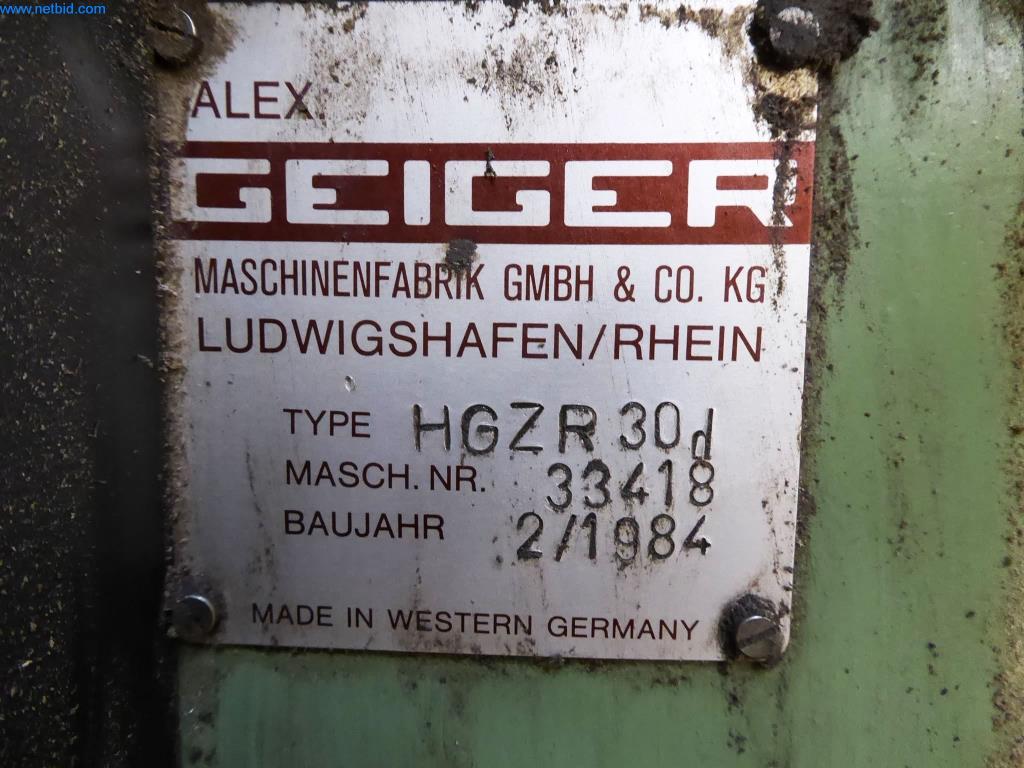 www.netbid.com
ALEX.
GEIGER
MASCHINENFABRIK GMBH & CO. KG
LUDWIGSHAFEN/RHEIN
TYPE HGZR 30d
MASCH. NR. 33418
BAUJAHR 2/1984
MADE IN WESTERN GERMANY